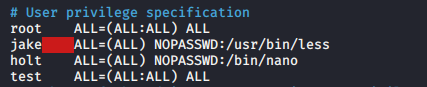 # User privilege specification
root ALL=(ALL:ALL) ALL
jake ALL=(ALL) NOPASSWD:/usr/bin/less
holt ALL=(ALL) NOPASSWD:/bin/nano
test ALL=(ALL:ALL) ALL